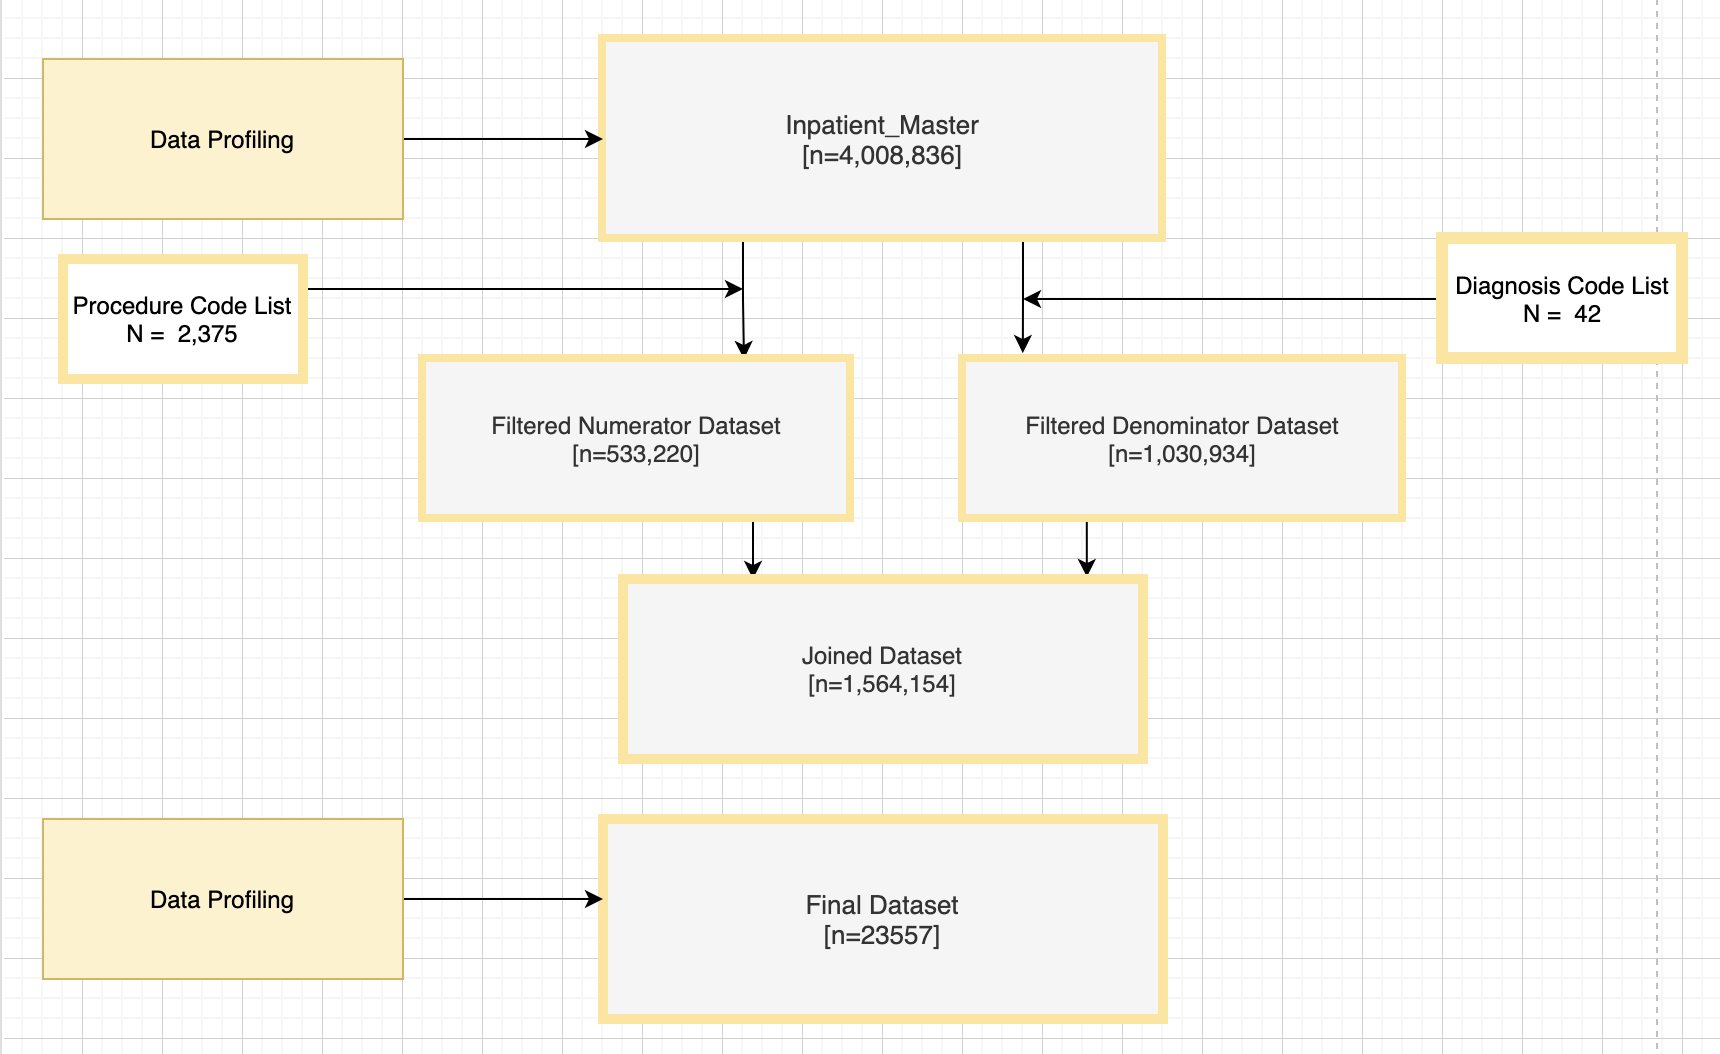 Data Profiling
Inpatient_Master
[n=4,008,836]
Procedure Code List
N =  2,375
Diagnosis Code List
N =  42
Filtered Numerator Dataset
[n=533,220]
Filtered Denominator Dataset
[n=1,030,934]
Joined Dataset
[n=1,564,154]
Data Profiling
Final Dataset
[n=23557]